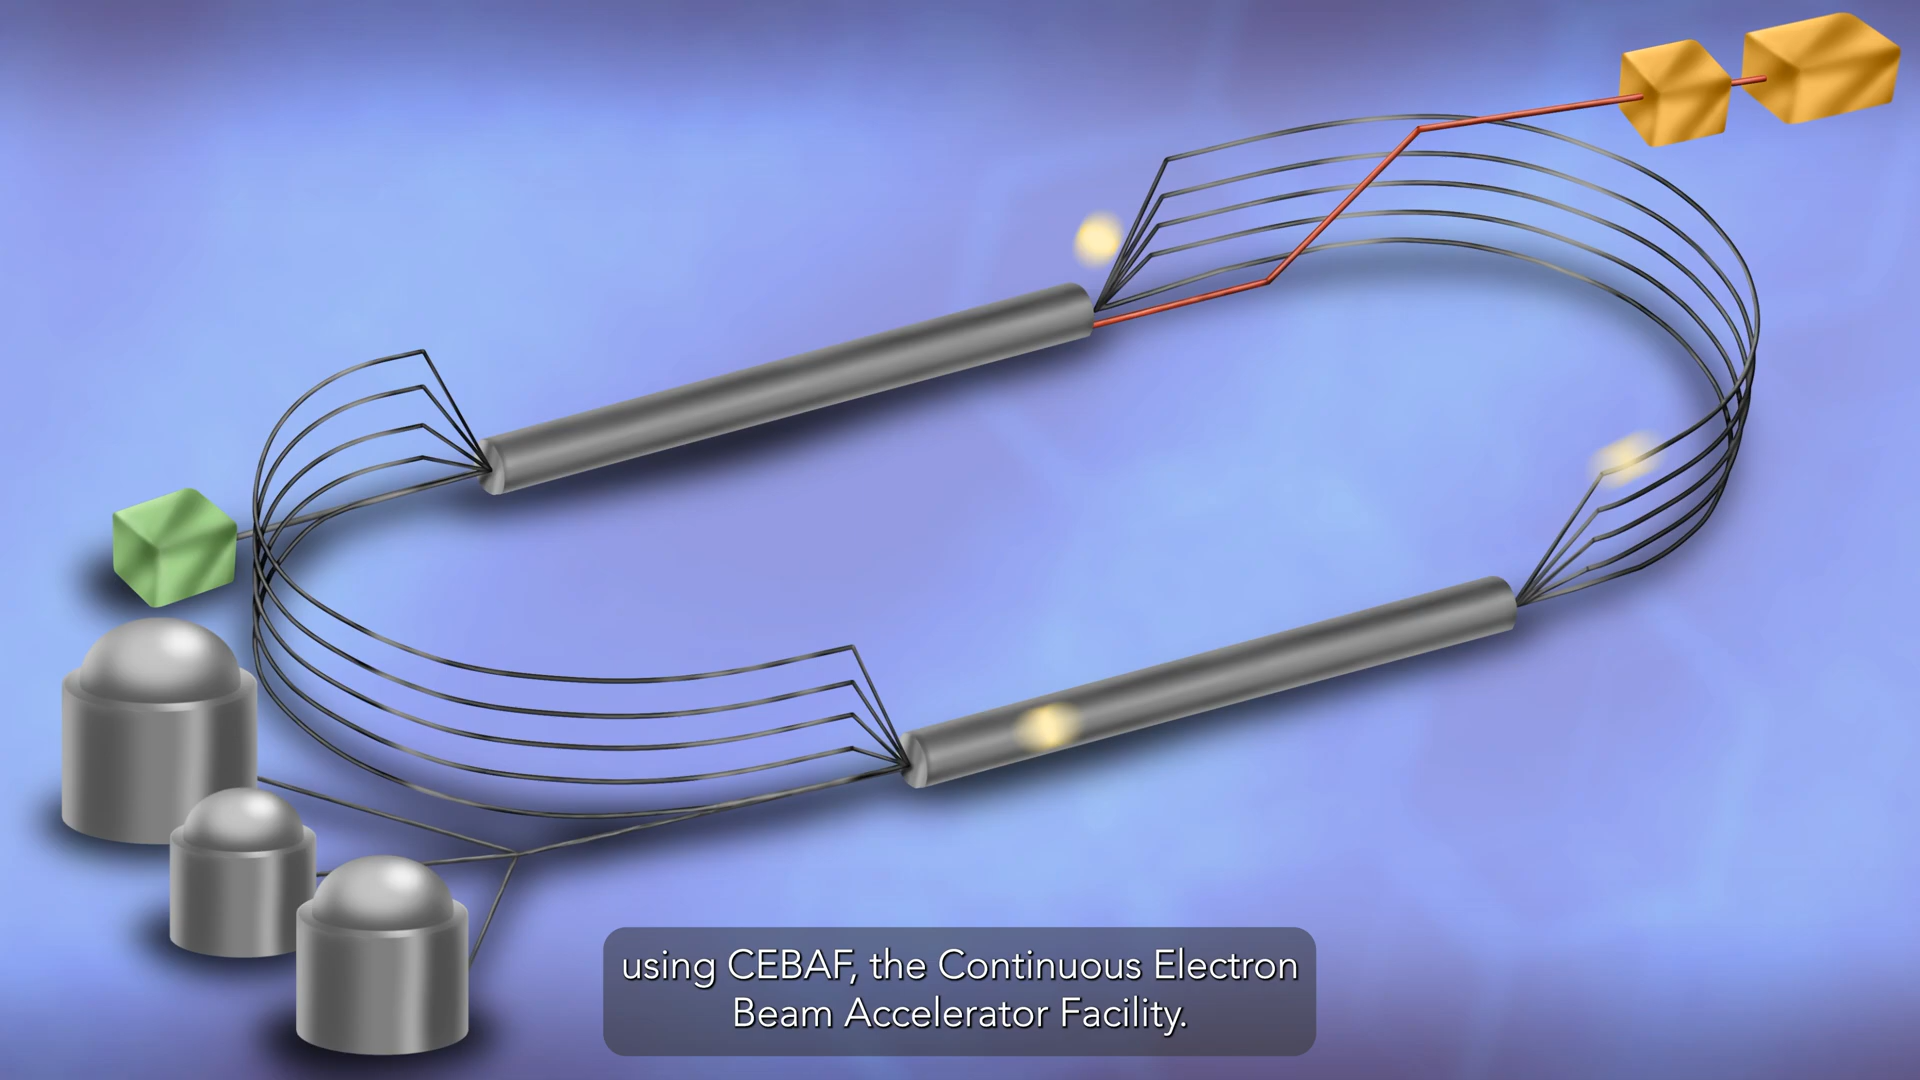 using CEBAF, the Continuous Electron
Beam Accelerator Facility.